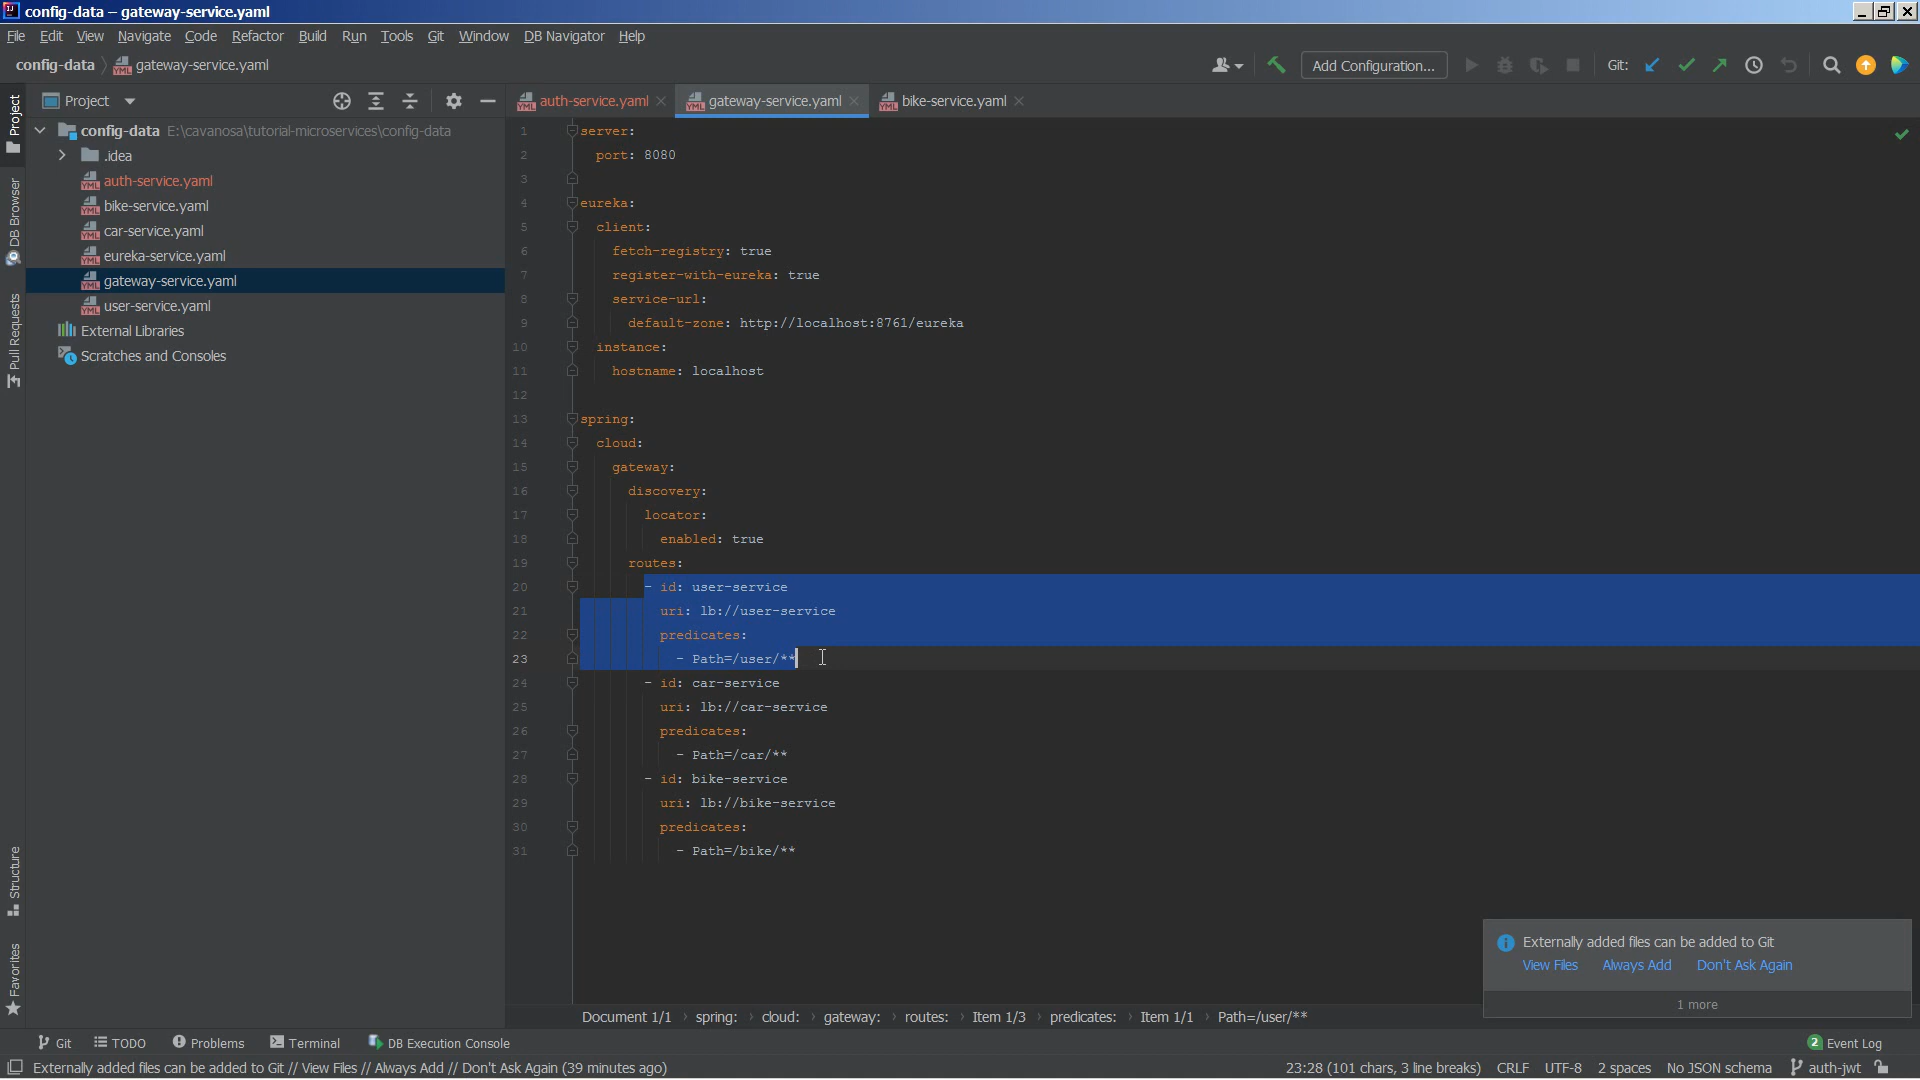 config-data – gateway-service.yaml
File Edit View Navigate Code Refactor Build Run Tools Git Window DB Navigator Help
config-data gateway-service.yaml Add Configuration... Git:
Project
auth-service.yaml gateway-service.yaml bike-service.yaml
config-data E:\cavanosa\tutorial-microservices\config-data
.idea
auth-service.yaml
bike-service.yaml
car-service.yaml
eureka-service.yaml
gateway-service.yaml
user-service.yaml
External Libraries
Scratches and Consoles
Project
DB Browser
Pull Requests
Structure
Favorites
1 server:
2 port: 8080
3
4 eureka:
5 client:
6 fetch-registry: true
7 register-with-eureka: true
8 service-url:
9 default-zone: http://localhost:8761/eureka
10 instance:
11 hostname: localhost
12
13 spring:
14 cloud:
15 gateway:
16 discovery:
17 locator:
18 enabled: true
19 routes:
20 - id: user-service
21 uri: lb://user-service
22 predicates:
23 - Path=/user/**
24 - id: car-service
25 uri: lb://car-service
26 predicates:
27 - Path=/car/**
28 - id: bike-service
29 uri: lb://bike-service
30 predicates:
31 - Path=/bike/**
Externally added files can be added to Git
View Files Always Add Don't Ask Again
1 more
Document 1/1 spring: cloud: gateway: routes: Item 1/3 predicates: Item 1/1 Path=/user/**
Git TODO Problems Terminal DB Execution Console 2 Event Log
Externally added files can be added to Git // View Files // Always Add // Don't Ask Again (39 minutes ago) 23:28 (101 chars, 3 line breaks) CRLF UTF-8 2 spaces No JSON schema auth-jwt